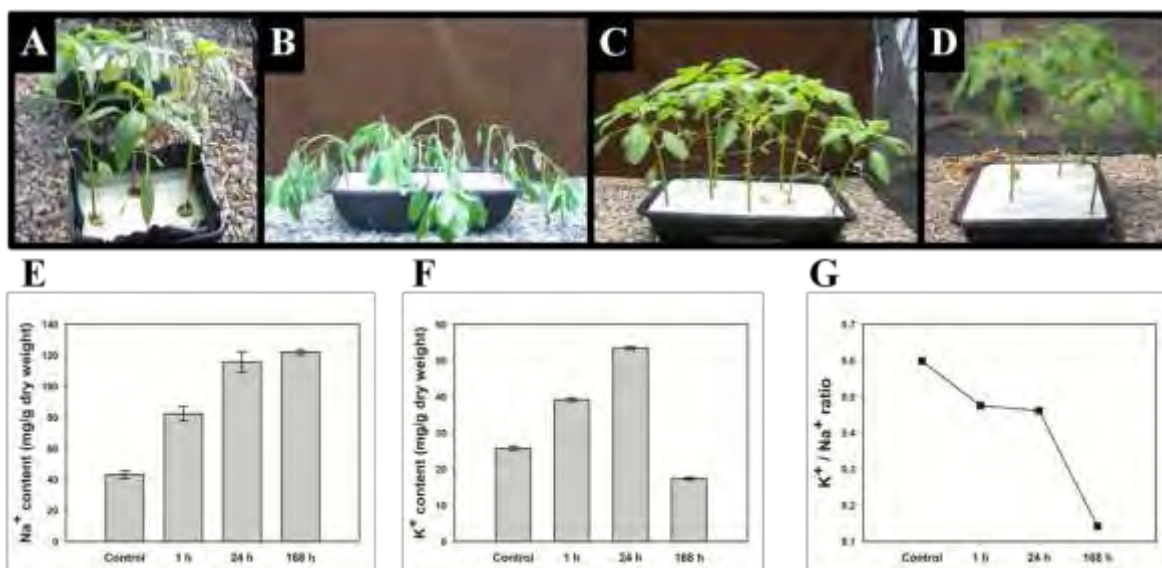 A
B
C
D
E
Na⁺ content (mg/g dry weight)
140
120
100
80
60
40
20
0
Control 1 h 24 h 168 h
F
K⁺ content (mg/g dry weight)
60
50
40
30
20
10
0
Control 1 h 24 h 168 h
G
K⁺ / Na⁺ ratio
0.7
0.6
0.5
0.4
0.3
0.2
0.1
Control 1 h 24 h 168 h